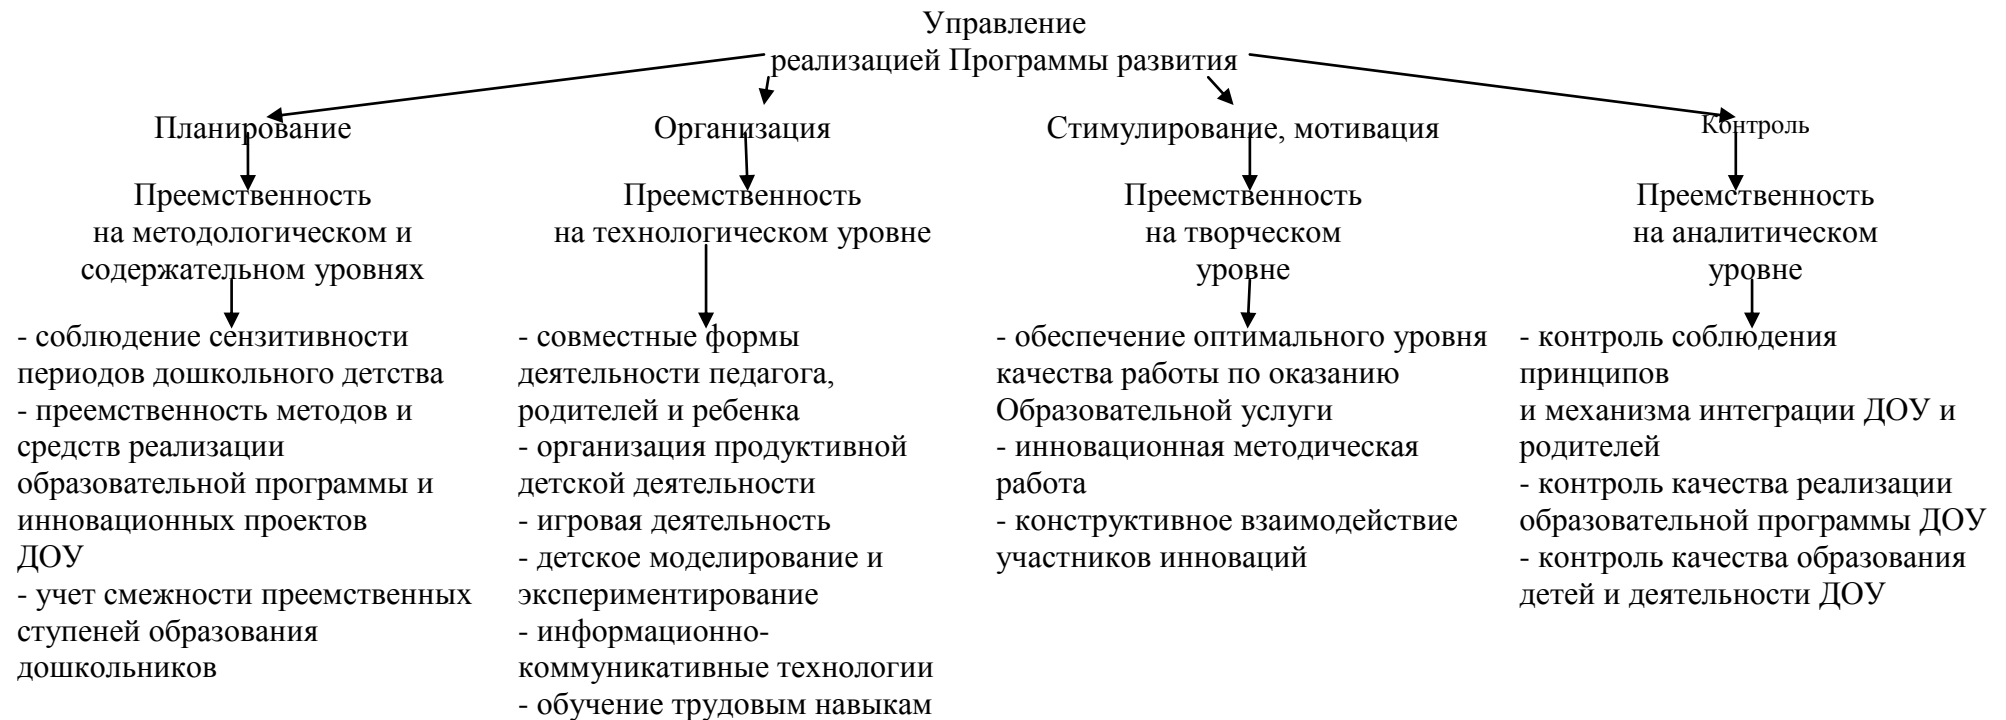 Управление
реализацией Программы развития
Планирование
Преемственность
на методологическом и
содержательном уровнях
- соблюдение сензитивности
периодов дошкольного детства
- преемственность методов и
средств реализации
образовательной программы и
инновационных проектов
ДОУ
- учет смежности преемственных
ступеней образования
дошкольников
Организация
Преемственность
на технологическом уровне
- совместные формы
деятельности педагога,
родителей и ребенка
- организация продуктивной
детской деятельности
- игровая деятельность
- детское моделирование и
экспериментирование
- информационно-
коммуникативные технологии
- обучение трудовым навыкам
Стимулирование, мотивация
Преемственность
на творческом
уровне
- обеспечение оптимального уровня
качества работы по оказанию
Образовательной услуги
- инновационная методическая
работа
- конструктивное взаимодействие
участников инноваций
Контроль
Преемственность
на аналитическом
уровне
- контроль соблюдения
принципов
и механизма интеграции ДОУ и
родителей
- контроль качества реализации
образовательной программы ДОУ
- контроль качества образования
детей и деятельности ДОУ